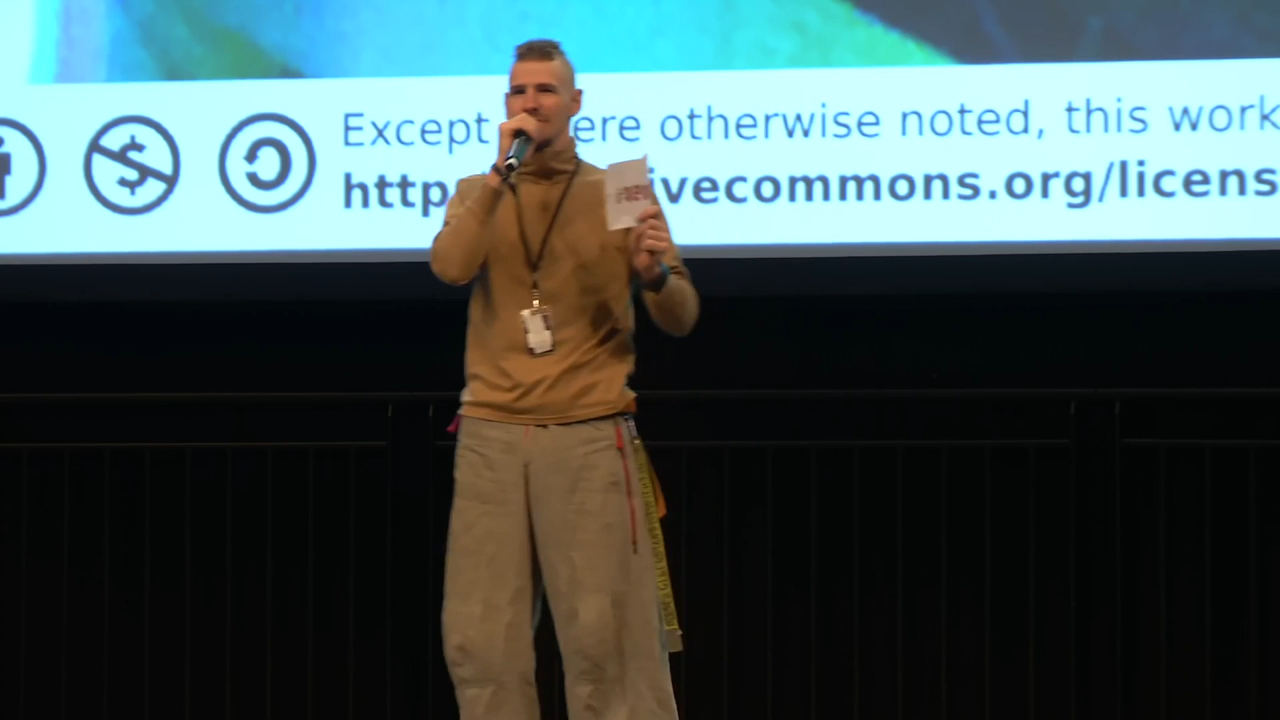 Except ere otherwise noted, this work
http ivecommons.org/licens